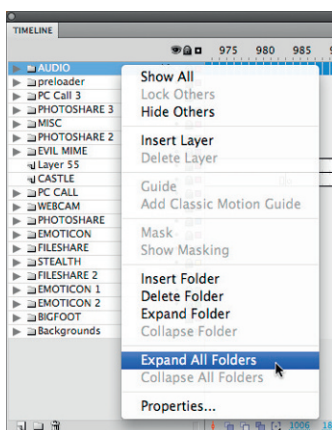 TIMELINE
975 980 985
AUDIO
preloader
PC Call 3
PHOTOSHARE 3
MISC
PHOTOSHARE 2
EVIL MIME
Layer 55
CASTLE
PC CALL
WEBCAM
PHOTOSHARE
EMOTICON
FILESHARE
STEALTH
FILESHARE 2
EMOTICON 1
EMOTICON 2
BIGFOOT
Backgrounds
Show All
Lock Others
Hide Others
Insert Layer
Delete Layer
Guide
Add Classic Motion Guide
Mask
Show Masking
Insert Folder
Delete Folder
Expand Folder
Collapse Folder
Expand All Folders
Collapse All Folders
Properties...
1006